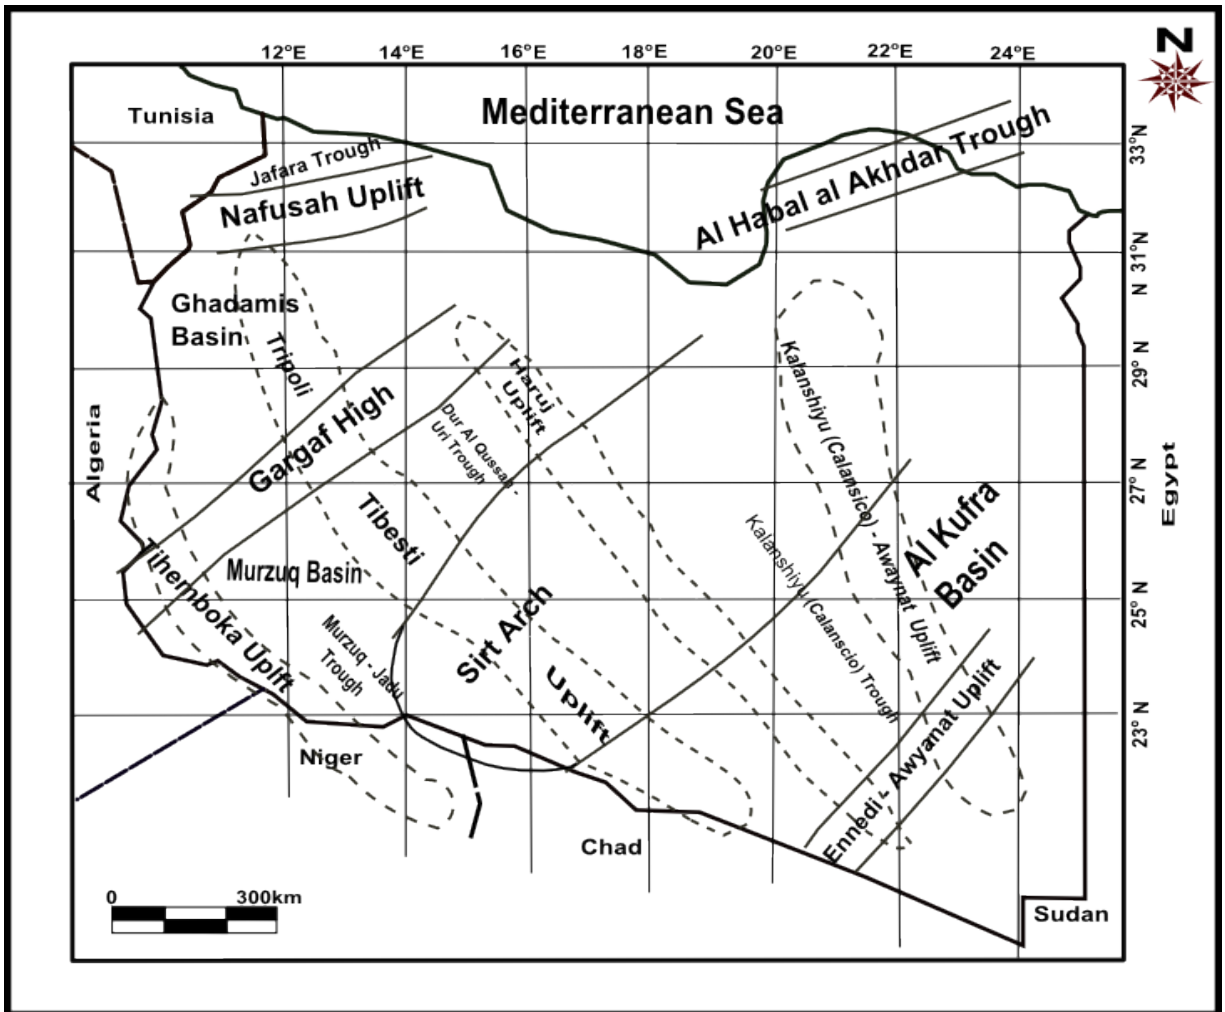 12°E 14°E 16°E 18°E 20°E 22°E 24°E
N
Tunisia
Mediterranean Sea
Jafara Trough
Nafusah Uplift
Al Habal al Akhdar Trough
33°N
31°N
N
29° N
27° N
25° N
23° N
Ghadamis
Basin
Tripoli
Gargaf High
Haruj
Uplift
Dur Al Qussah -
Uri Trough
Kalanshiyu (Calansico) - Awaynat Uplift
Algeria
Egypt
Tibesti
Al Kufra
Basin
Tihemboka Uplift
Murzuq Basin
Kalanshiyu (Calanscio) Trough
Sirt Arch
Murzuq - Jadu
Trough
Uplift
Ennedi - Awyanat Uplift
Niger
Chad
0 300km
Sudan